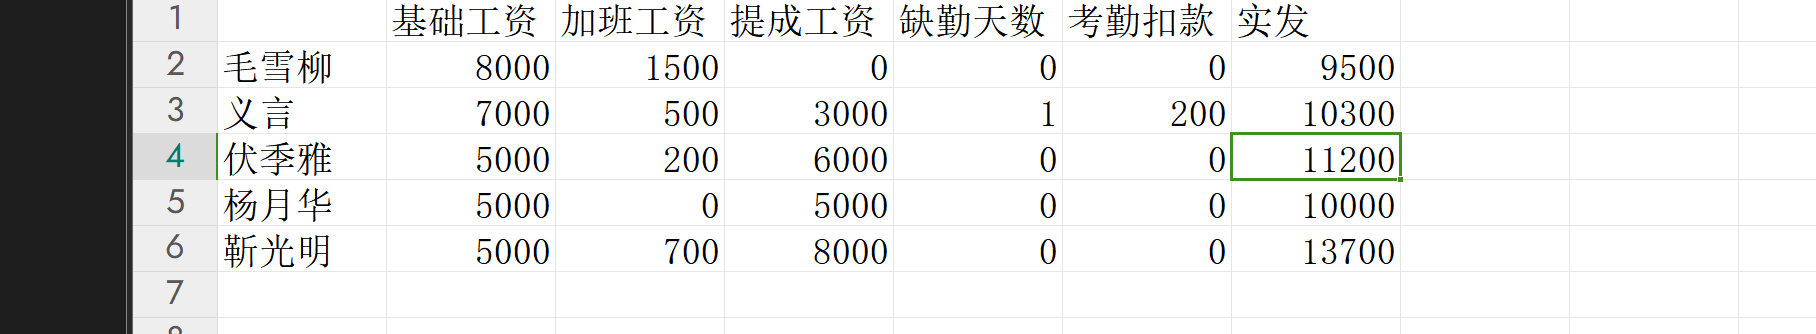 1 基础工资 加班工资 提成工资 缺勤天数 考勤扣款 实发
2 毛雪柳 8000 1500 0 0 0 9500
3 义言 7000 500 3000 1 200 10300
4 伏季雅 5000 200 6000 0 0 11200
5 杨月华 5000 0 5000 0 0 10000
6 靳光明 5000 700 8000 0 0 13700
7